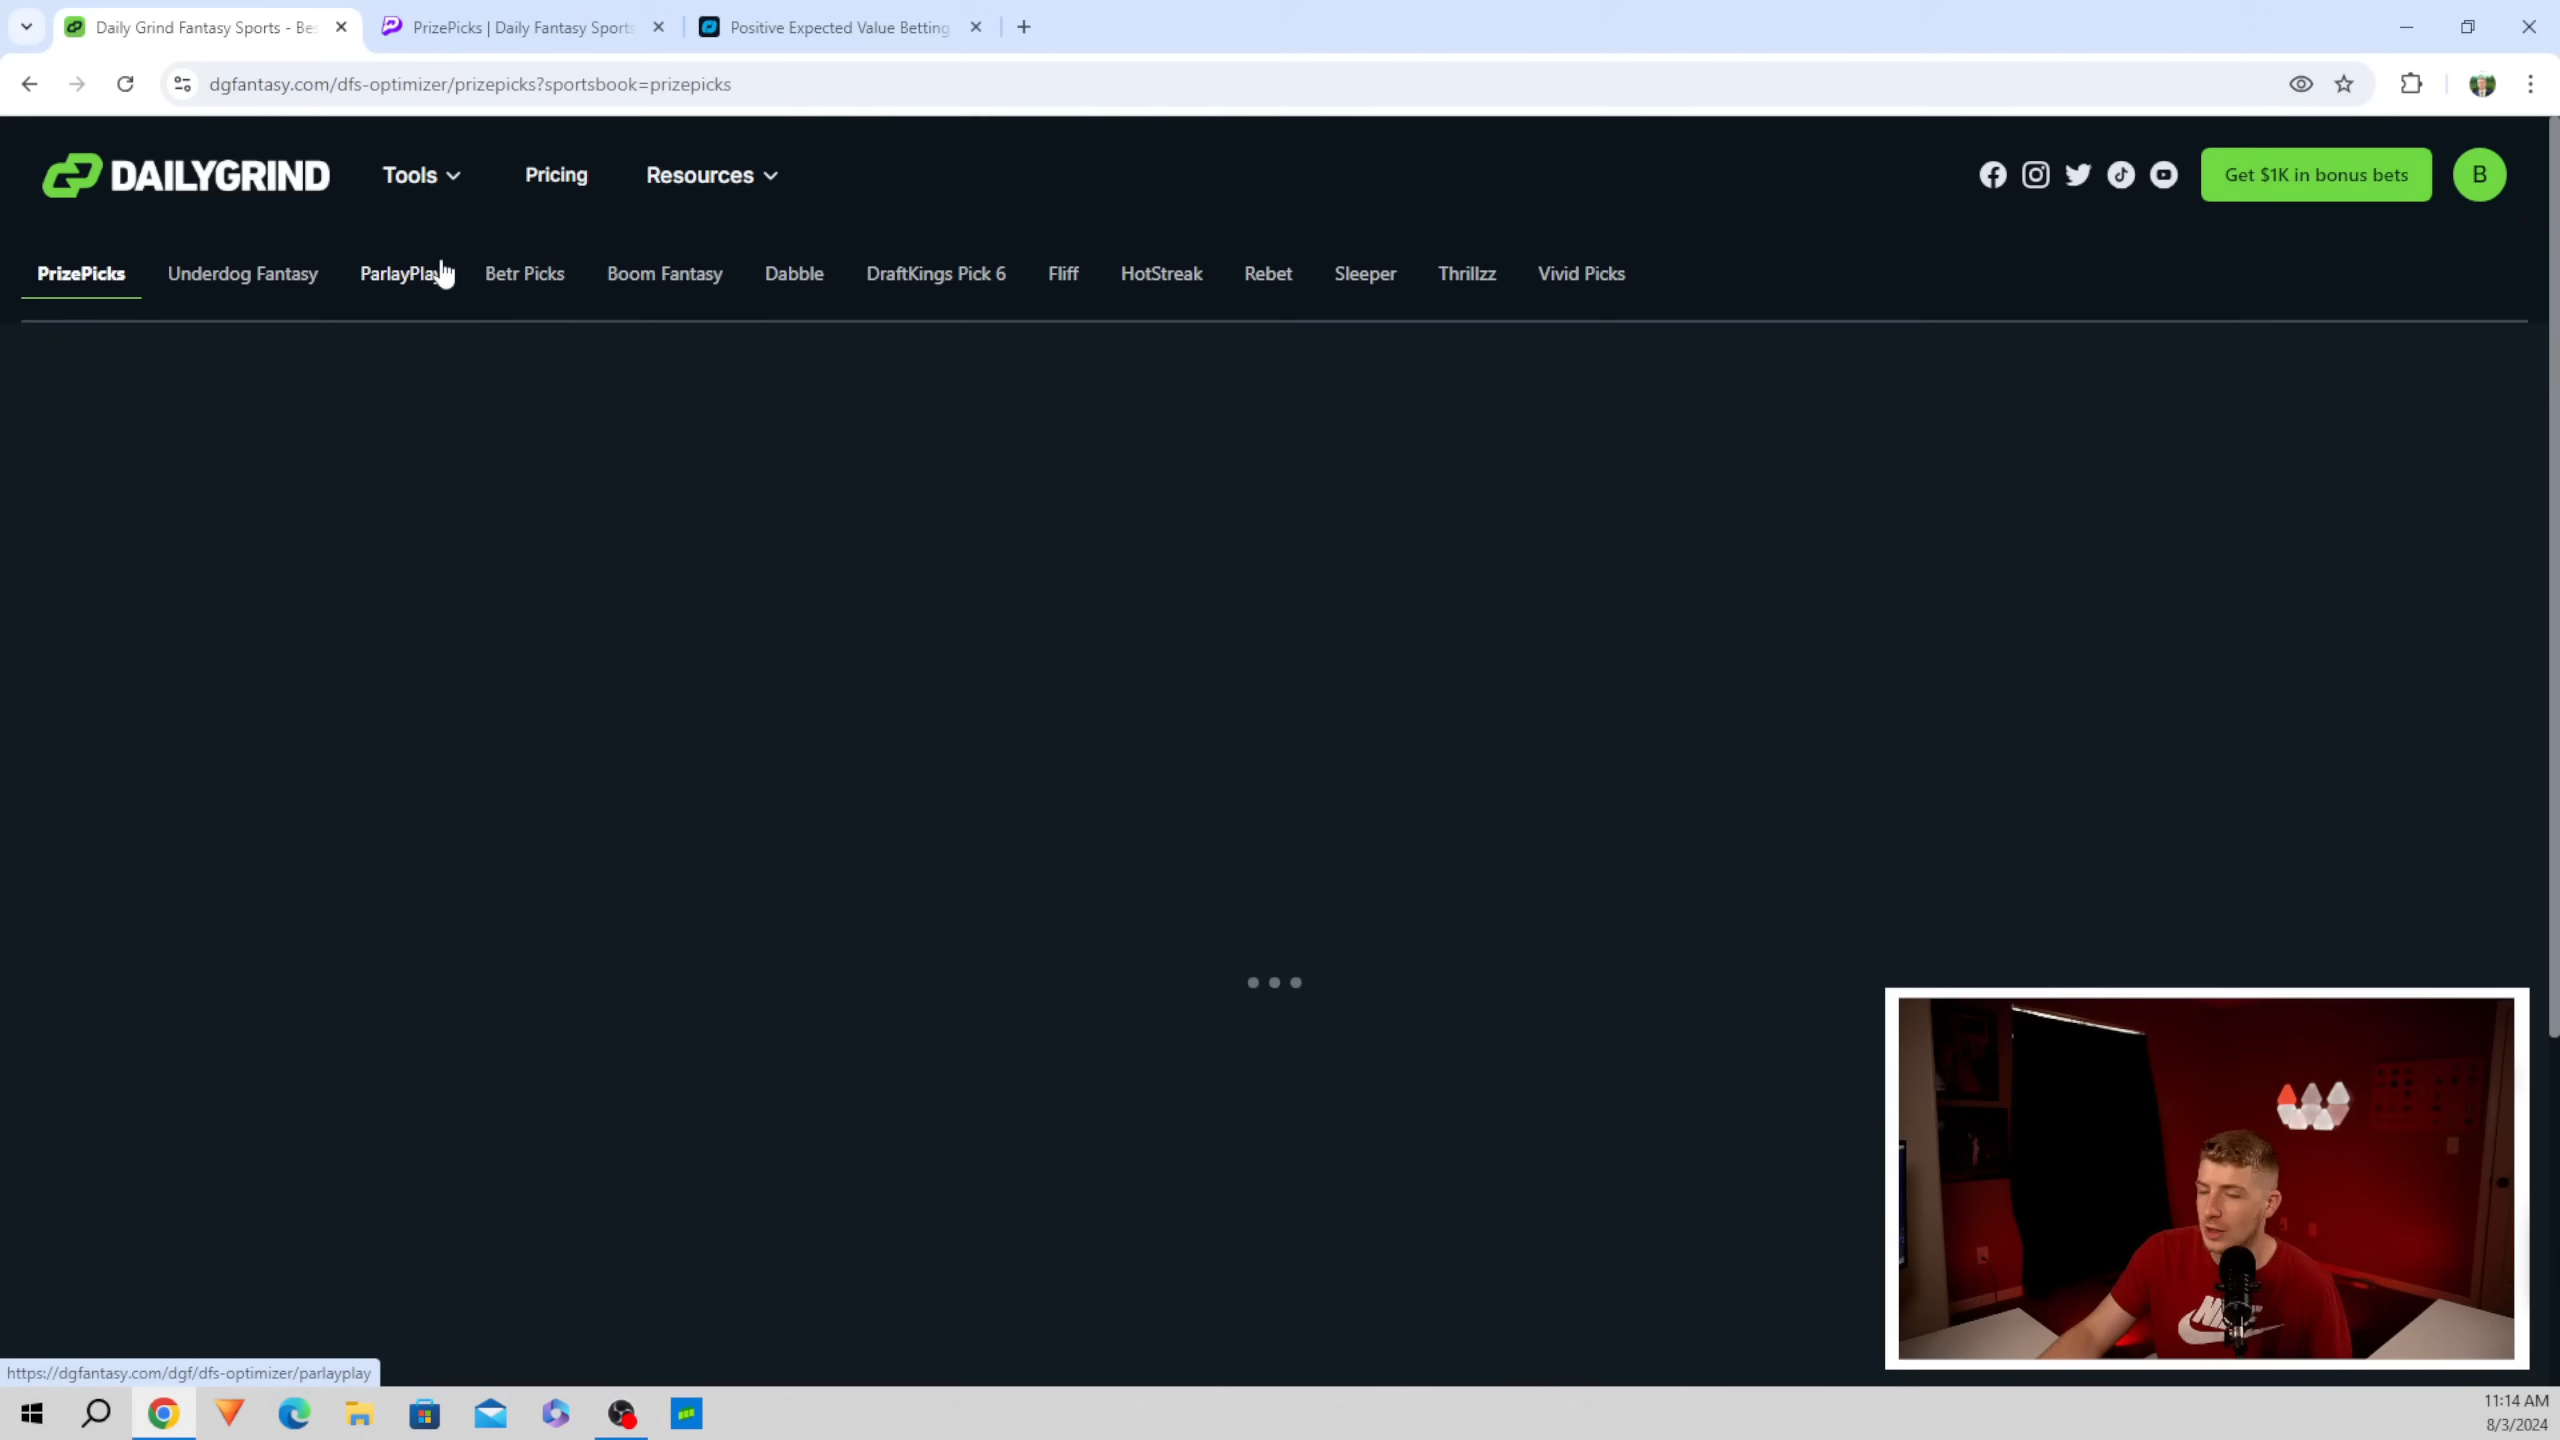 Daily Grind Fantasy Sports - Bes
PrizePicks | Daily Fantasy Sports
Positive Expected Value Betting
dgfantasy.com/dfs-optimizer/prizepicks?sportsbook=prizepicks
DAILYGRIND
Tools
Pricing
Resources
Get $1K in bonus bets
B
PrizePicks
Underdog Fantasy
ParlayPlay
Betr Picks
Boom Fantasy
Dabble
DraftKings Pick 6
Fliff
HotStreak
Rebet
Sleeper
Thrillzz
Vivid Picks
NIKE
https://dgfantasy.com/dgf/dfs-optimizer/parlayplay
11:14 AM
8/3/2024